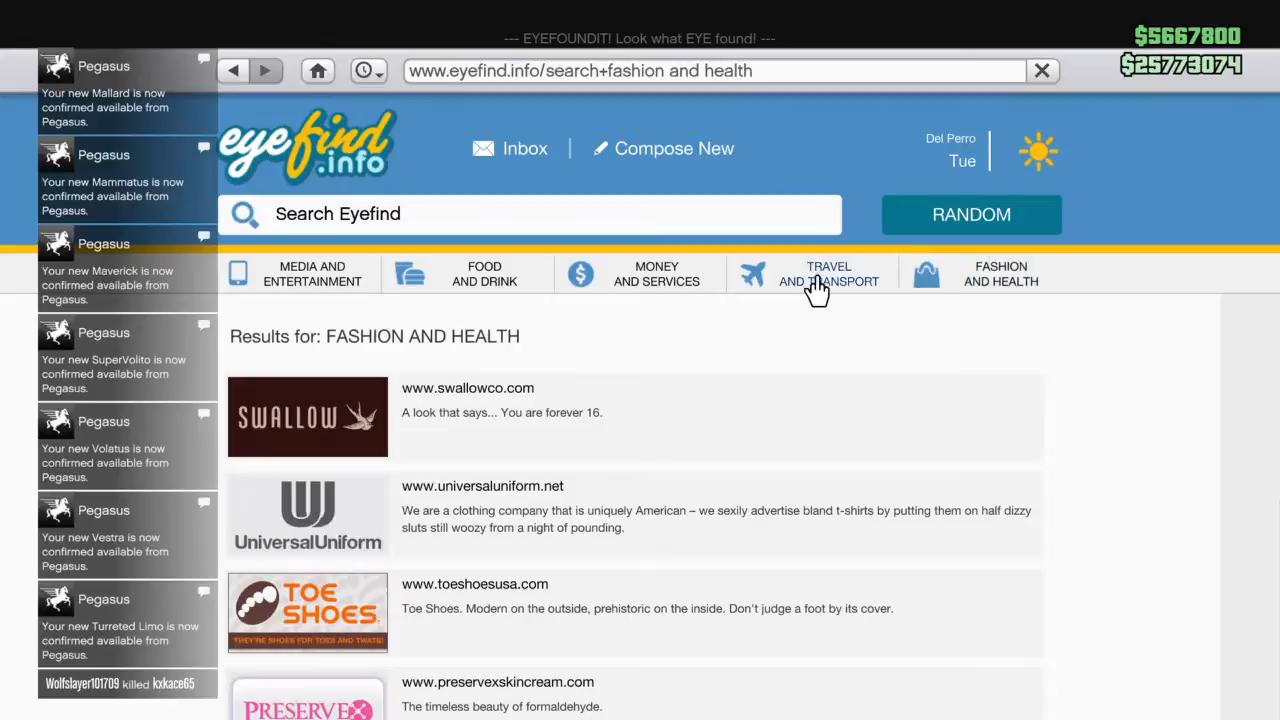 --- EYEFOUNDIT! Look what EYE found! ---
$5667800
$25773074
www.eyefind.info/search+fashion and health
Pegasus
Your new Mallard is now
confirmed available from
Pegasus.
Pegasus
Your new Mammatus is now
confirmed available from
Pegasus.
Pegasus
Your new Maverick is now
confirmed available from
Pegasus.
Pegasus
Your new SuperVolito is now
confirmed available from
Pegasus.
Pegasus
Your new Volatus is now
confirmed available from
Pegasus.
Pegasus
Your new Vestra is now
confirmed available from
Pegasus.
Pegasus
Your new Turreted Limo is now
confirmed available from
Pegasus.
Wolfslayer101709 killed kxkace65
eyefind
.info
Inbox
Compose New
Del Perro
Tue
Search Eyefind
RANDOM
MEDIA AND
ENTERTAINMENT
FOOD
AND DRINK
MONEY
AND SERVICES
TRAVEL
AND TRANSPORT
FASHION
AND HEALTH
Results for: FASHION AND HEALTH
SWALLOW
www.swallowco.com
A look that says... You are forever 16.
UniversalUniform
www.universaluniform.net
We are a clothing company that is uniquely American – we sexily advertise bland t-shirts by putting them on half dizzy
sluts still woozy from a night of pounding.
TOE
SHOES.
THEY'RE SHOES FOR TOES AND TWATS!
www.toeshoesusa.com
Toe Shoes. Modern on the outside, prehistoric on the inside. Don't judge a foot by its cover.
PRESERVEX
www.preservexskincream.com
The timeless beauty of formaldehyde.